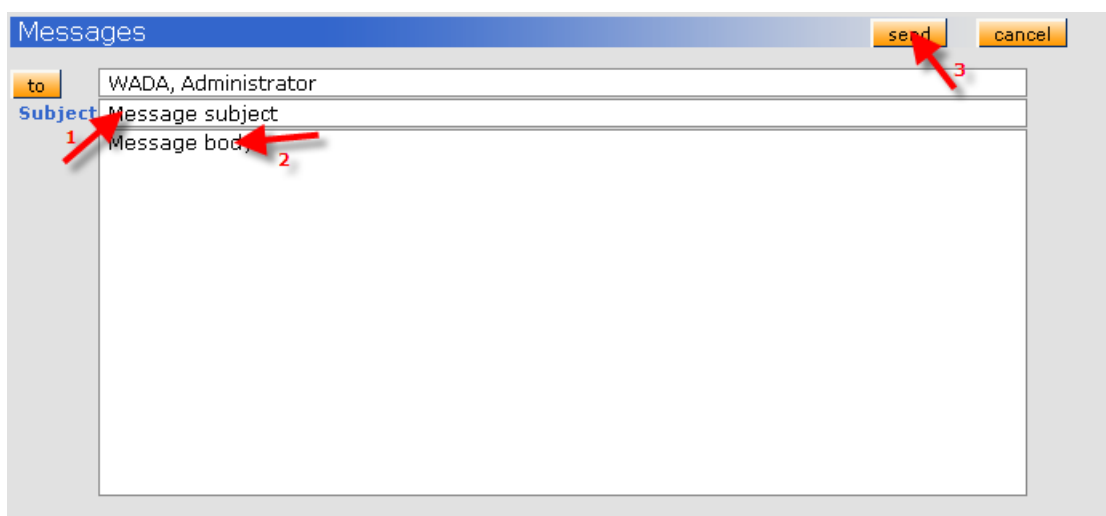 Messages send cancel
3
to WADA, Administrator
Subject Message subject
1
Message body
2